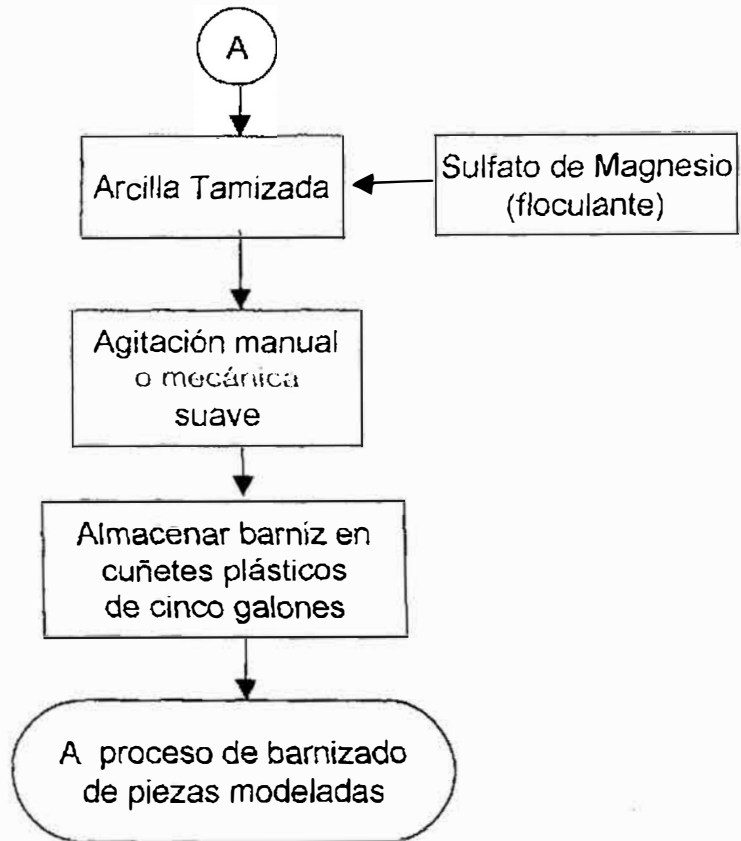 A
Arcilla Tamizada
Sulfato de Magnesio
(floculante)
Agitación manual
o mecánica
suave
Almacenar barniz en
cuñetes plásticos
de cinco galones
A proceso de barnizado
de piezas modeladas